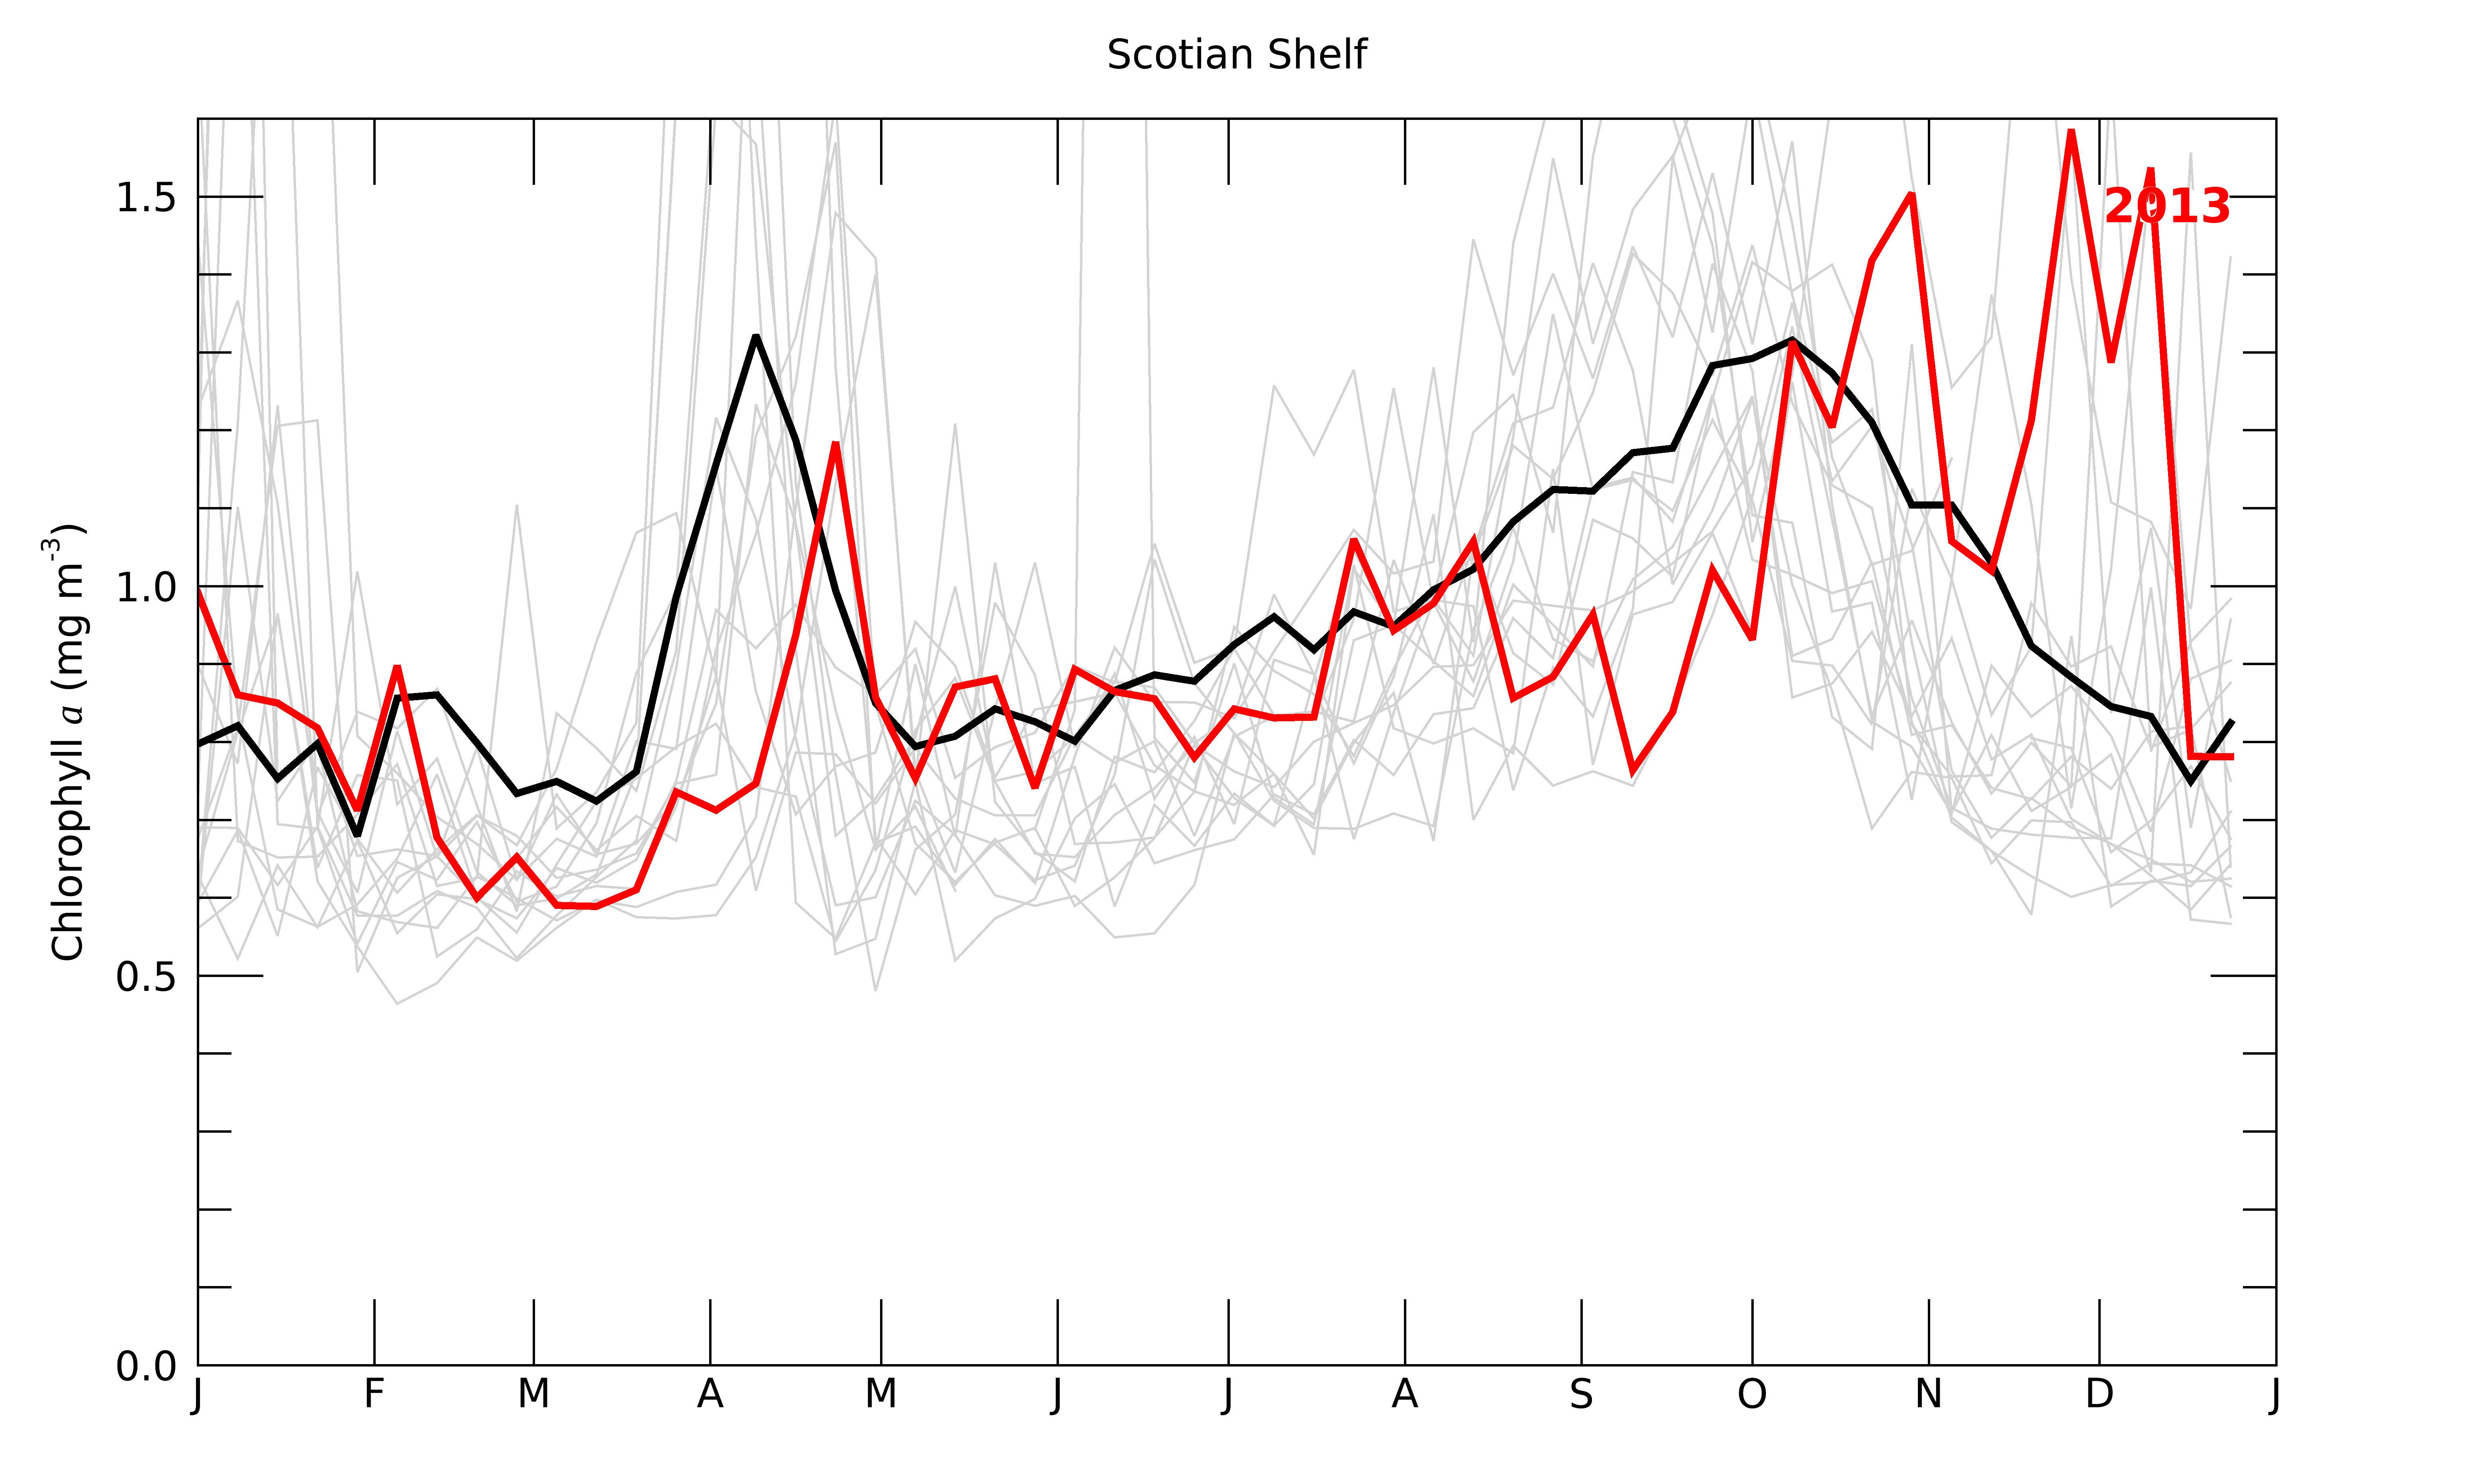 Scotian Shelf
Chlorophyll a (mg m⁻³)
1.5
1.0
0.5
0.0
2013
J F M A M J J A S O N D J